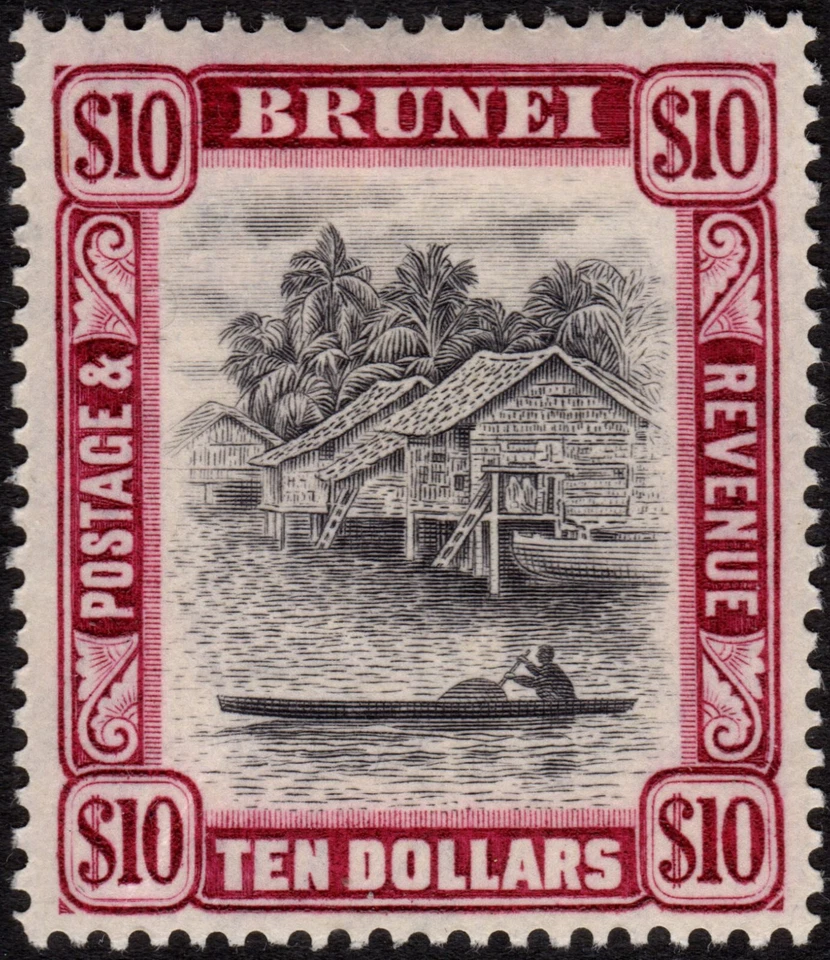 $10 BRUNEI $10
POSTAGE &
REVENUE
$10 TEN DOLLARS $10